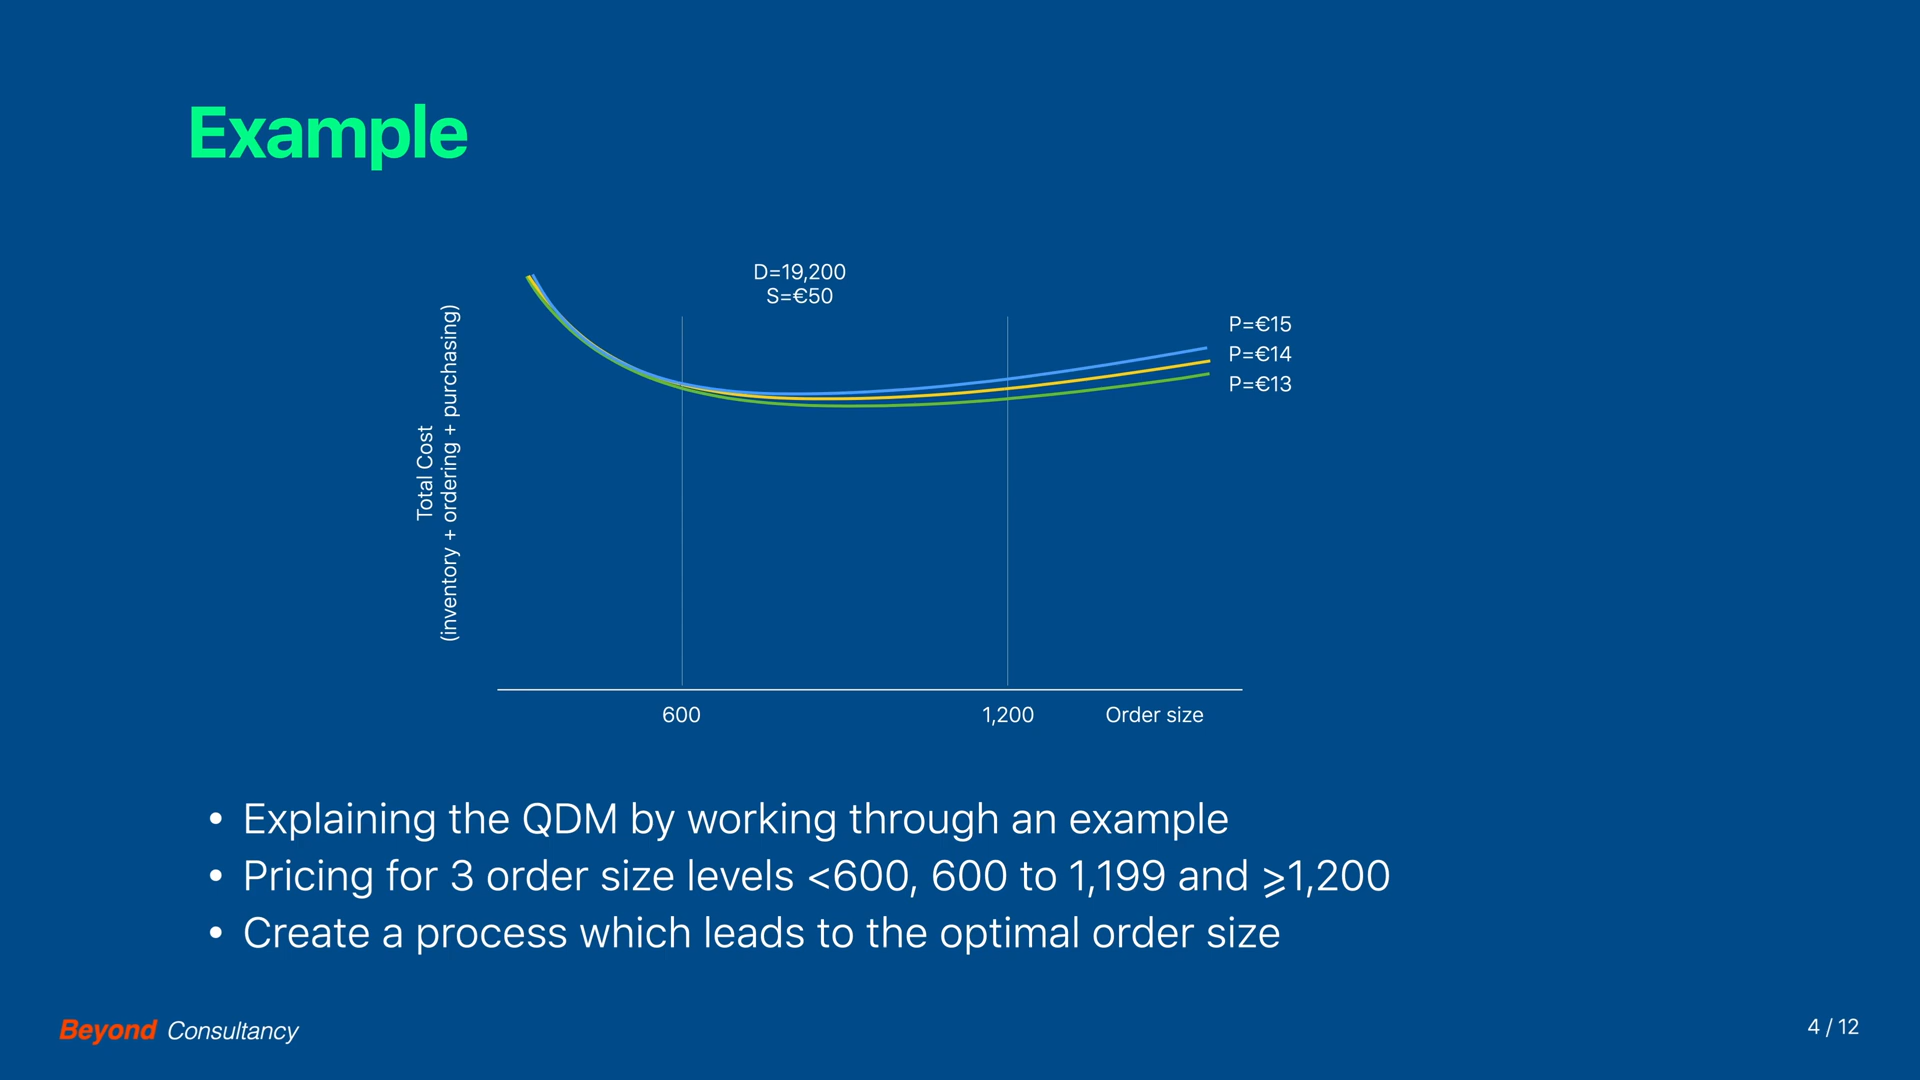 Example
D=19,200
S=€50
P=€15
P=€14
P=€13
Total Cost
(inventory + ordering + purchasing)
600
1,200
Order size
• Explaining the QDM by working through an example
• Pricing for 3 order size levels <600, 600 to 1,199 and ⩾1,200
• Create a process which leads to the optimal order size
Beyond Consultancy
4 / 12